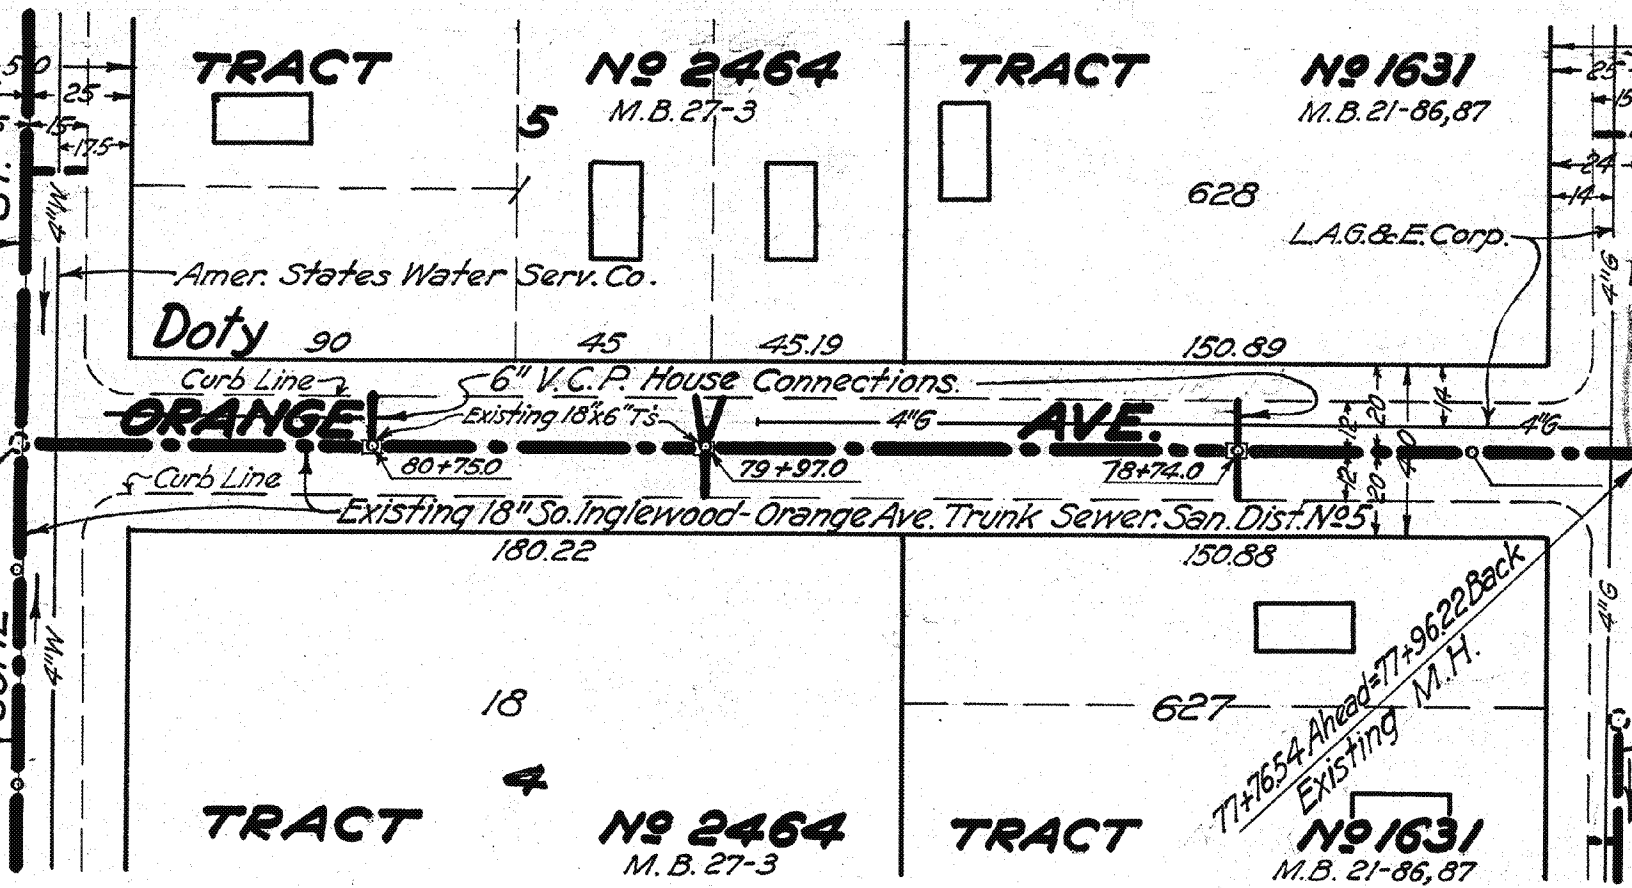 TRACT
Nº 2464
M.B. 27-3
TRACT
Nº 1631
M.B. 21-86,87
50
25
15
17.5
5
25
15
24
14
628
4"W
L.A.G.&E.Corp.
4"G
Amer. States Water Serv. Co.
Doty
90
45
45.19
150.89
Curb Line
6" V.C.P. House Connections.
ORANGE
Existing 18"x6" T's
4"G
AVE.
4"G
12
20
14
40
12
20
80+75.0
79+97.0
78+74.0
Curb Line
Existing 18" So. Inglewood-Orange Ave. Trunk Sewer. San. Dist. Nº5
180.22
150.88
77+76.54 Ahead=77+96.22 Back
Existing M.H.
4"G
4"W
18
627
4
TRACT
Nº 2464
M.B. 27-3
TRACT
Nº 1631
M.B. 21-86,87